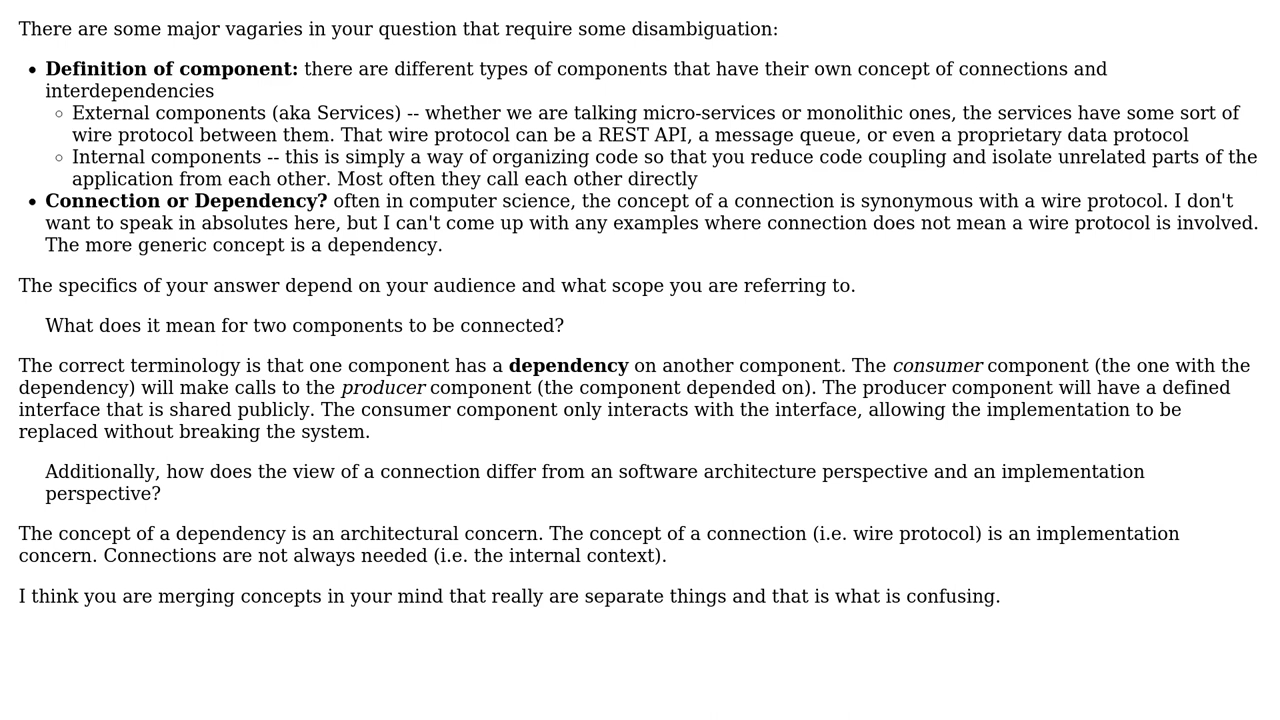 There are some major vagaries in your question that require some disambiguation:
Definition of component: there are different types of components that have their own concept of connections and
interdependencies
External components (aka Services) -- whether we are talking micro-services or monolithic ones, the services have some sort of
wire protocol between them. That wire protocol can be a REST API, a message queue, or even a proprietary data protocol
Internal components -- this is simply a way of organizing code so that you reduce code coupling and isolate unrelated parts of the
application from each other. Most often they call each other directly
Connection or Dependency? often in computer science, the concept of a connection is synonymous with a wire protocol. I don't
want to speak in absolutes here, but I can't come up with any examples where connection does not mean a wire protocol is involved.
The more generic concept is a dependency.
The specifics of your answer depend on your audience and what scope you are referring to.
What does it mean for two components to be connected?
The correct terminology is that one component has a dependency on another component. The consumer component (the one with the
dependency) will make calls to the producer component (the component depended on). The producer component will have a defined
interface that is shared publicly. The consumer component only interacts with the interface, allowing the implementation to be
replaced without breaking the system.
Additionally, how does the view of a connection differ from an software architecture perspective and an implementation
perspective?
The concept of a dependency is an architectural concern. The concept of a connection (i.e. wire protocol) is an implementation
concern. Connections are not always needed (i.e. the internal context).
I think you are merging concepts in your mind that really are separate things and that is what is confusing.